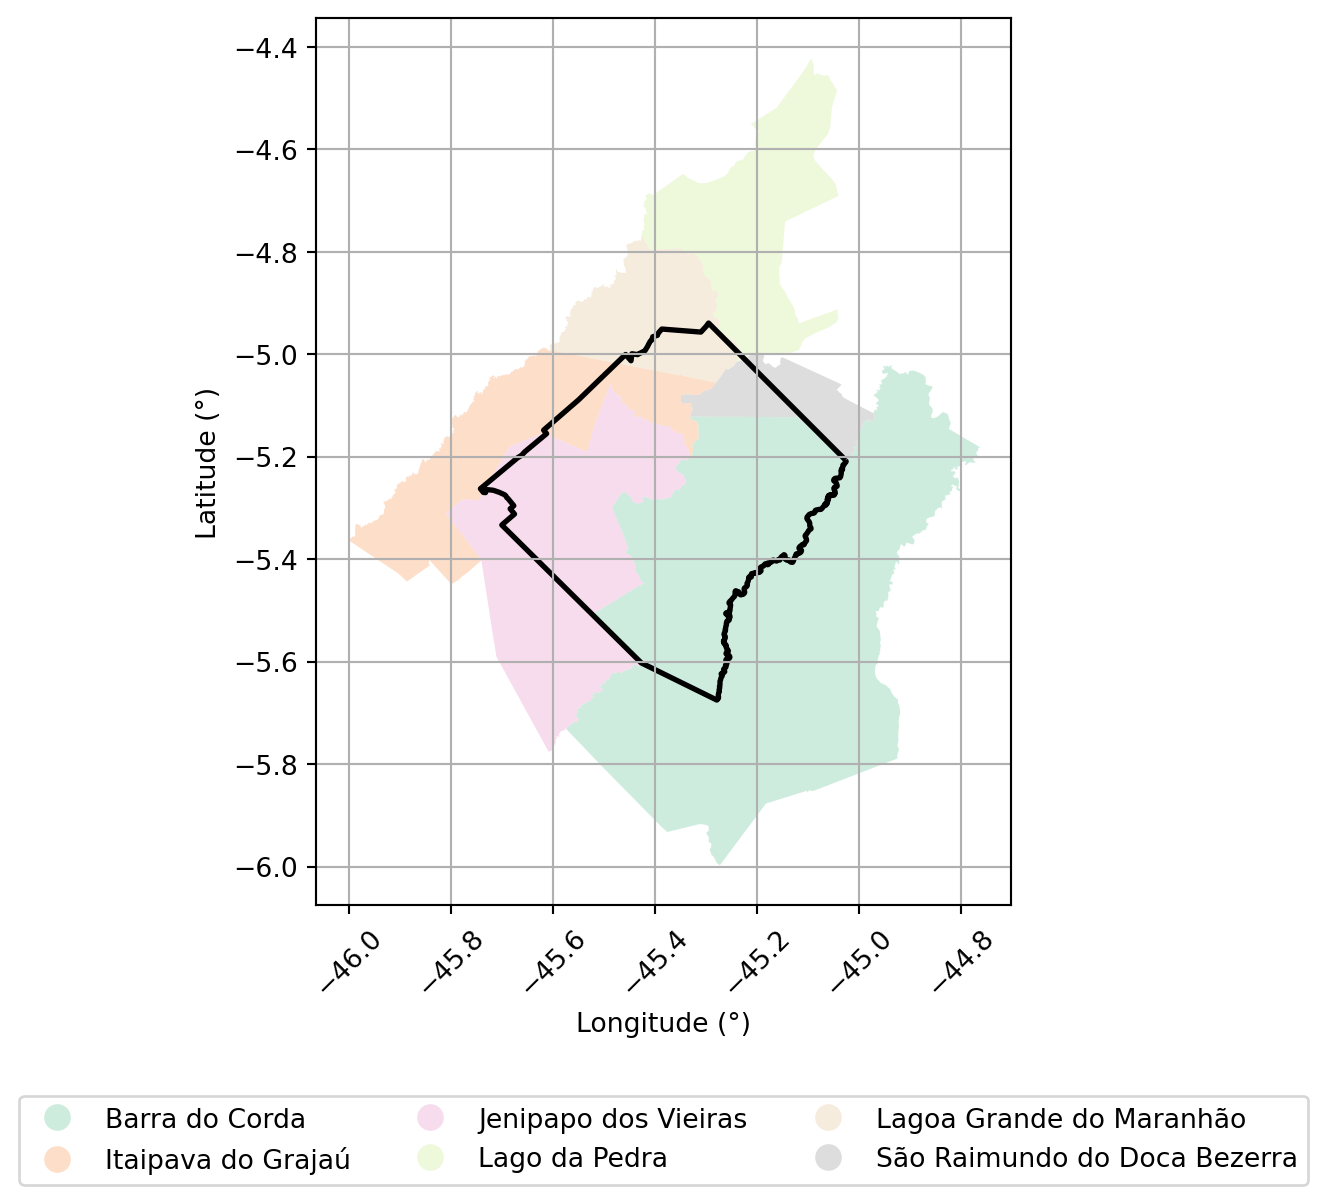 −4.4
−4.6
−4.8
−5.0
−5.2
−5.4
−5.6
−5.8
−6.0
Latitude (°)
−46.0
−45.8
−45.6
−45.4
−45.2
−45.0
−44.8
Longitude (°)
Barra do Corda
Itaipava do Grajaú
Jenipapo dos Vieiras
Lago da Pedra
Lagoa Grande do Maranhão
São Raimundo do Doca Bezerra